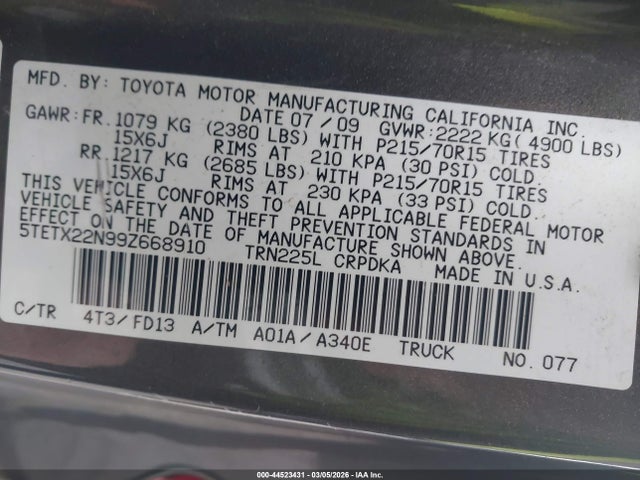 MFD. BY: TOYOTA MOTOR MANUFACTURING CALIFORNIA INC.
DATE 07 / 09 GVWR:2222 KG( 4900 LBS)
GAWR:FR.1079 KG (2380 LBS) WITH P215/70R15 TIRES
15X6J RIMS AT 210 KPA (30 PSI) COLD.
RR.1217 KG (2685 LBS) WITH P215/70R15 TIRES
15X6J RIMS AT 230 KPA (33 PSI) COLD.
THIS VEHICLE CONFORMS TO ALL APPLICABLE FEDERAL MOTOR
VEHICLE SAFETY AND THEFT PREVENTION STANDARDS IN
EFFECT ON THE DATE OF MANUFACTURE SHOWN ABOVE.
5TETX22N99Z668910 TRN225L CRPDKA MADE IN U.S.A.
C/TR 4T3/FD13 A/TM A01A/A340E TRUCK NO. 077
000-44523431 - 03/05/2026 - IAA Inc.